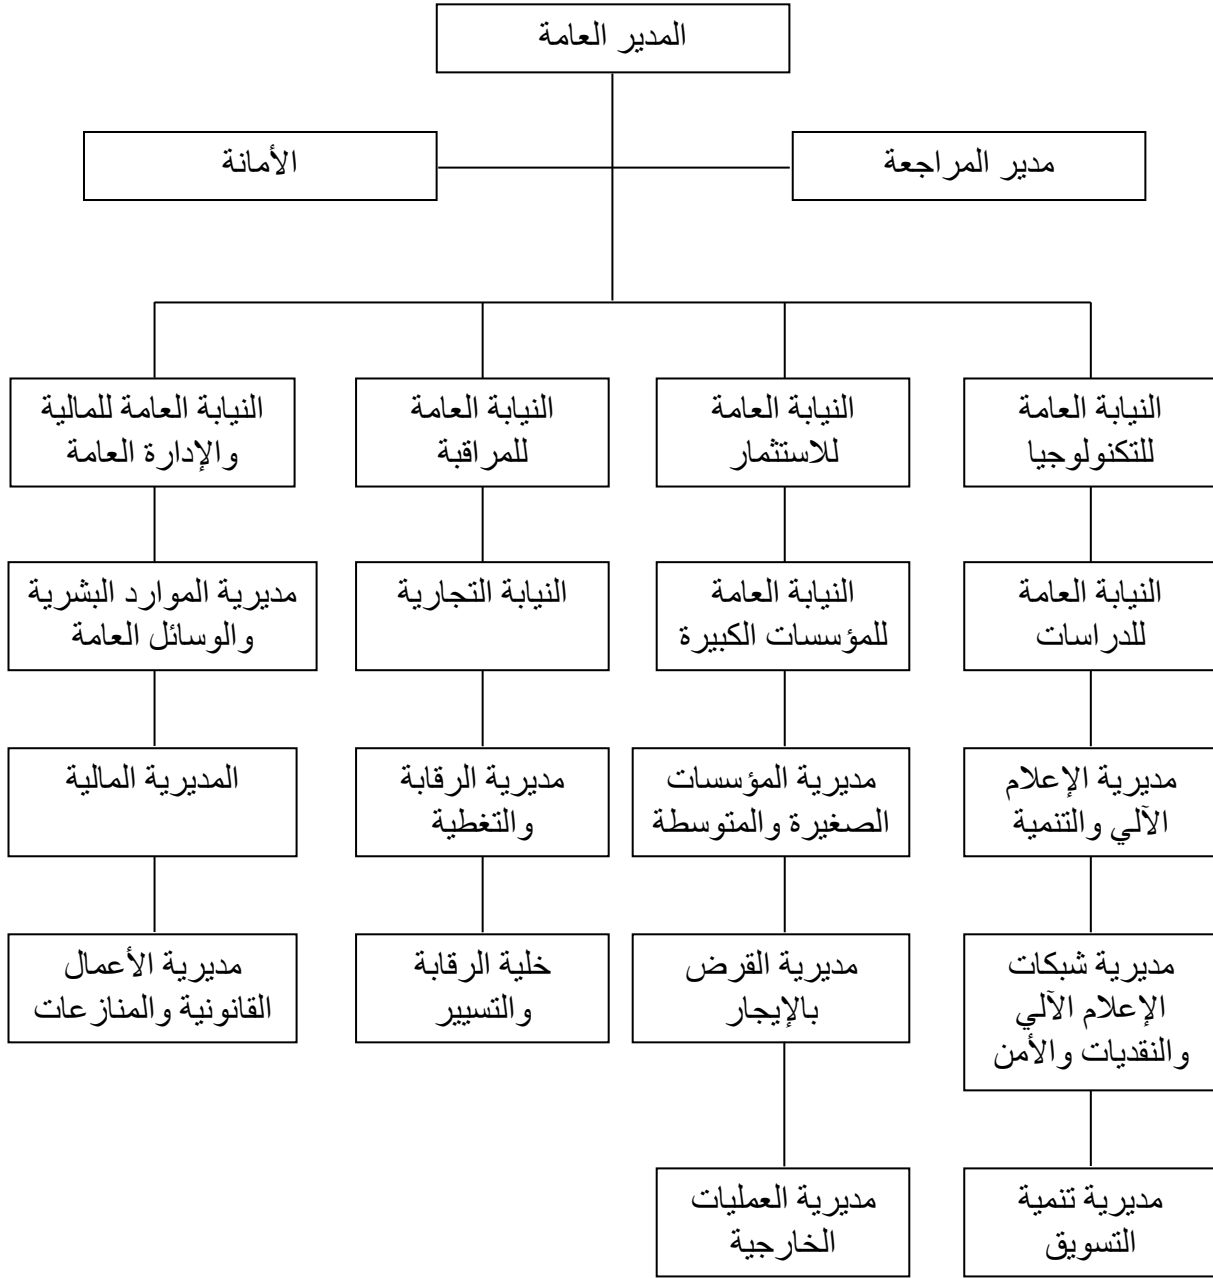 المدير العامة
مدير المراجعة
الأمانة
النيابة العامة
للتكنولوجيا
النيابة العامة
للاستثمار
النيابة العامة
للمراقبة
النيابة العامة للمالية
والإدارة العامة
النيابة العامة
للدراسات
النيابة العامة
للمؤسسات الكبيرة
النيابة التجارية
مديرية الموارد البشرية
والوسائل العامة
مديرية الإعلام
الآلي والتنمية
مديرية المؤسسات
الصغيرة والمتوسطة
مديرية الرقابة
والتغطية
المديرية المالية
مديرية شبكات
الإعلام الآلي
والنقديات والأمن
مديرية القرض
بالإيجار
خلية الرقابة
والتسيير
مديرية الأعمال
القانونية والمنازعات
مديرية تنمية
التسويق
مديرية العمليات
الخارجية